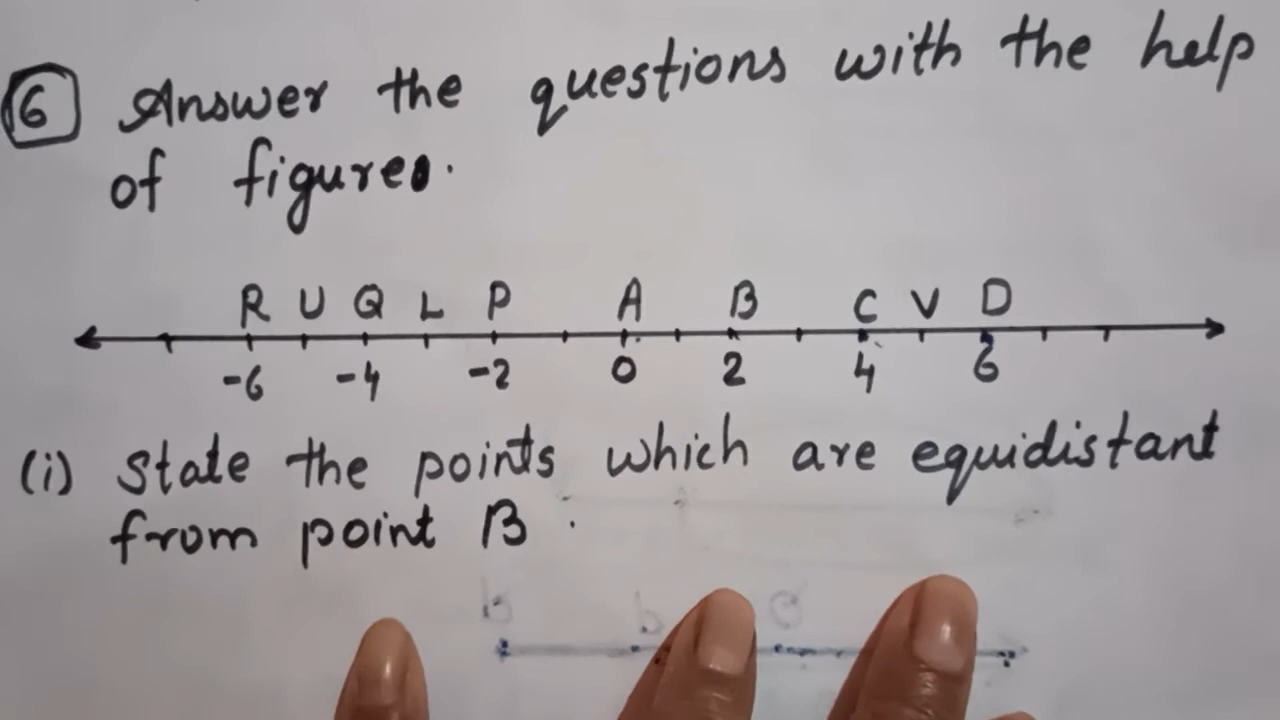 6 Answer the questions with the help
of figure.
R U Q L P A B C V D
-6 -4 -2 0 2 4 6
(i) State the points which are equidistant
from point B.